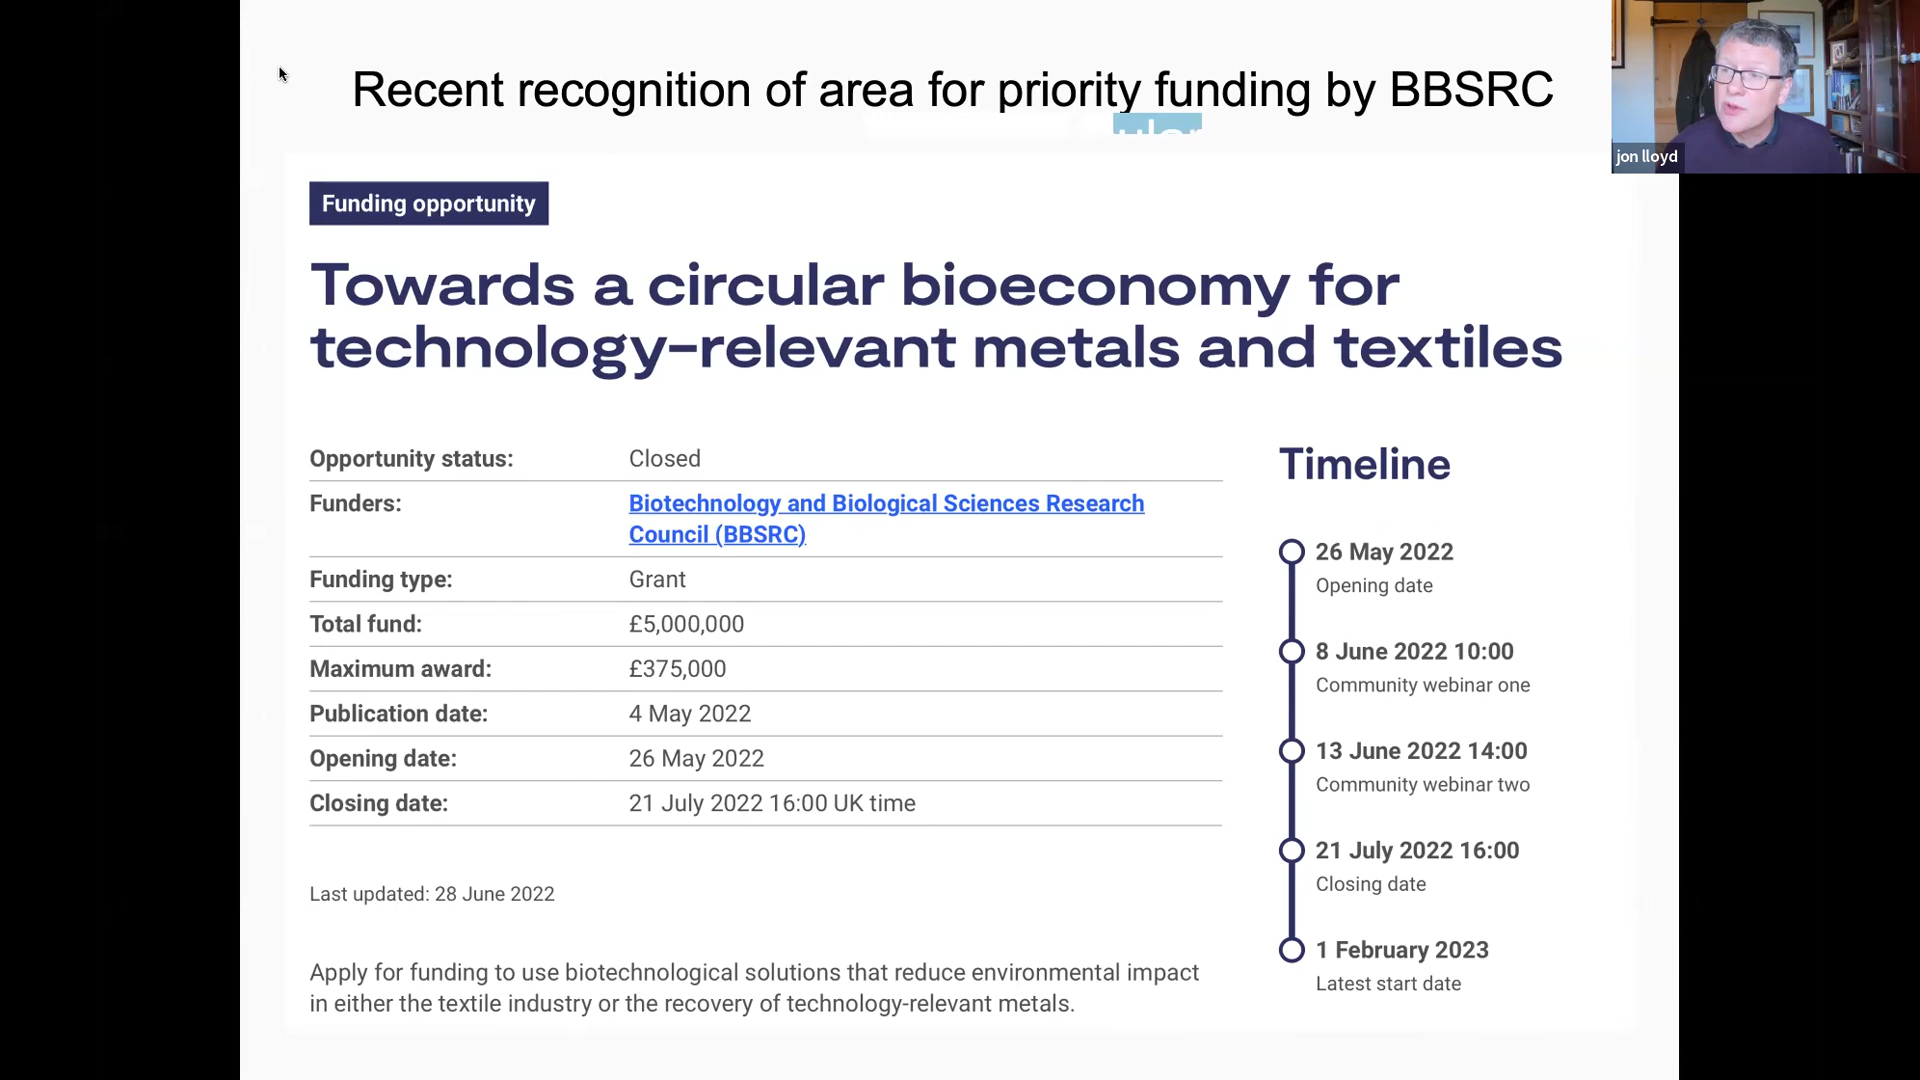 Recent recognition of area for priority funding by BBSRC
jon lloyd
Funding opportunity
Towards a circular bioeconomy for
technology-relevant metals and textiles
Opportunity status: Closed
Funders: Biotechnology and Biological Sciences Research
Council (BBSRC)
Funding type: Grant
Total fund: £5,000,000
Maximum award: £375,000
Publication date: 4 May 2022
Opening date: 26 May 2022
Closing date: 21 July 2022 16:00 UK time
Last updated: 28 June 2022
Apply for funding to use biotechnological solutions that reduce environmental impact
in either the textile industry or the recovery of technology-relevant metals.
Timeline
26 May 2022
Opening date
8 June 2022 10:00
Community webinar one
13 June 2022 14:00
Community webinar two
21 July 2022 16:00
Closing date
1 February 2023
Latest start date